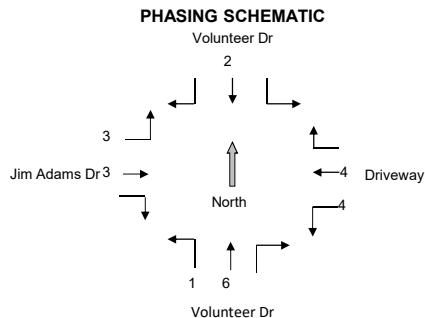 PHASING SCHEMATIC
Volunteer Dr
2
3
Jim Adams Dr 3
4 Driveway
North
4
1 6
Volunteer Dr